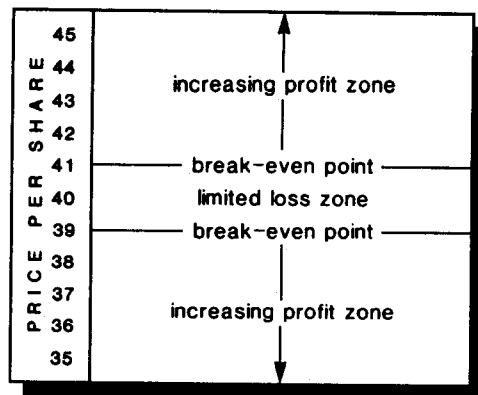 PRICE PER SHARE
45
44
increasing profit zone
43
42
41 break-even point
40 limited loss zone
39 break-even point
38
37
increasing profit zone
36
35